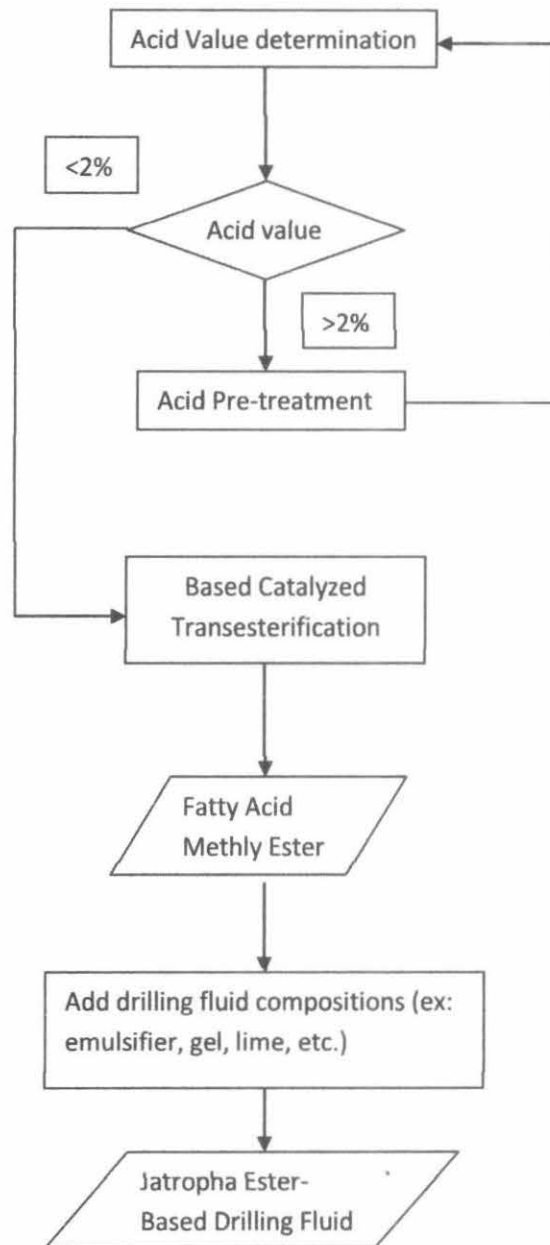 Acid Value determination
<2%
Acid value
>2%
Acid Pre-treatment
Based Catalyzed
Transesterification
Fatty Acid
Methly Ester
Add drilling fluid compositions (ex:
emulsifier, gel, lime, etc.)
Jatropha Ester-
Based Drilling Fluid